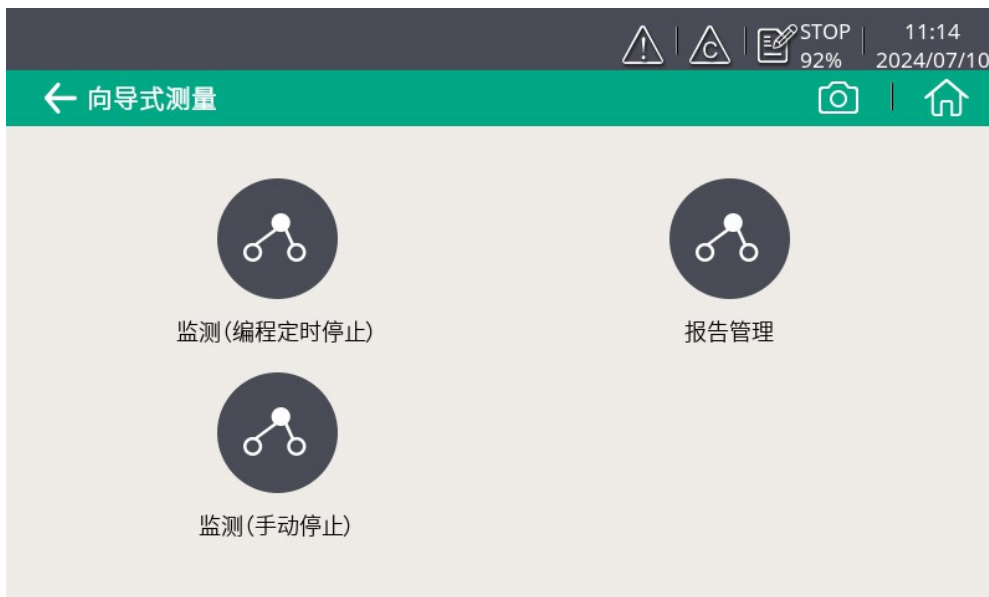 STOP
92%
11:14
2024/07/10
向导式测量
C
监测(编程定时停止)
报告管理
监测(手动停止)